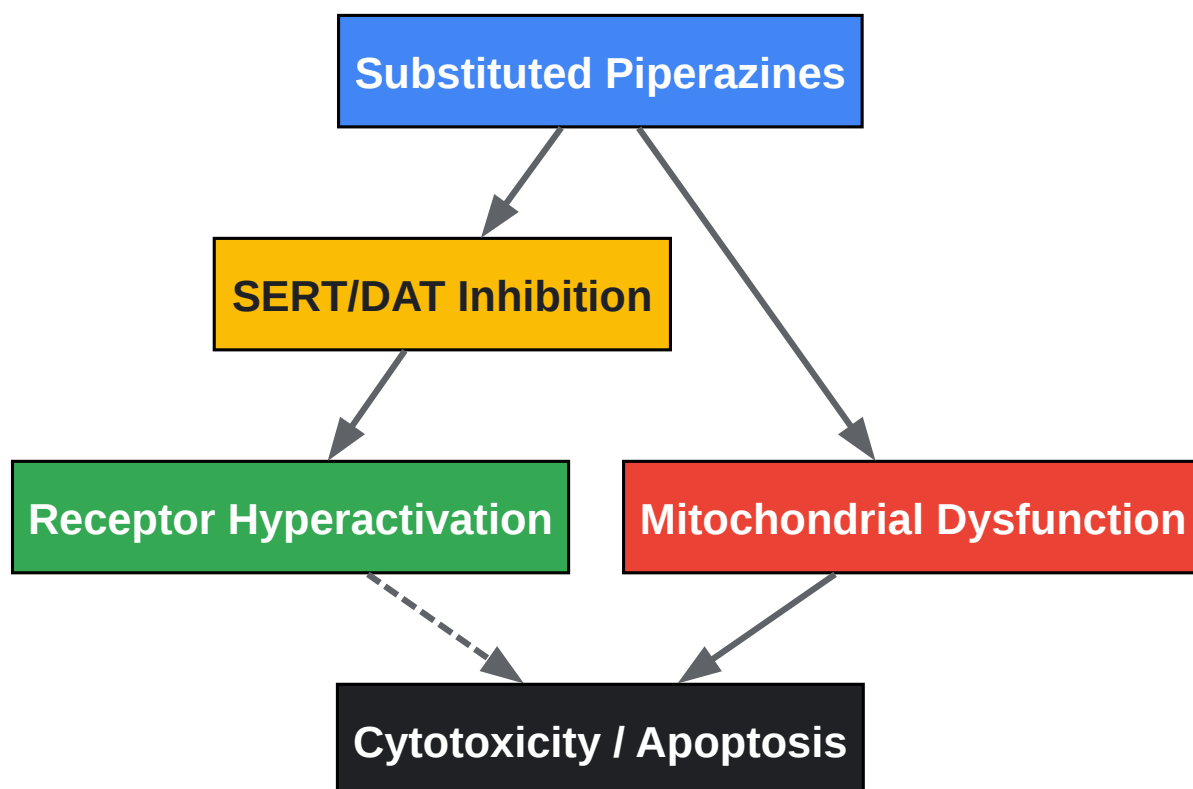 Substituted Piperazines
SERT/DAT Inhibition
Receptor Hyperactivation
Mitochondrial Dysfunction
Cytotoxicity / Apoptosis